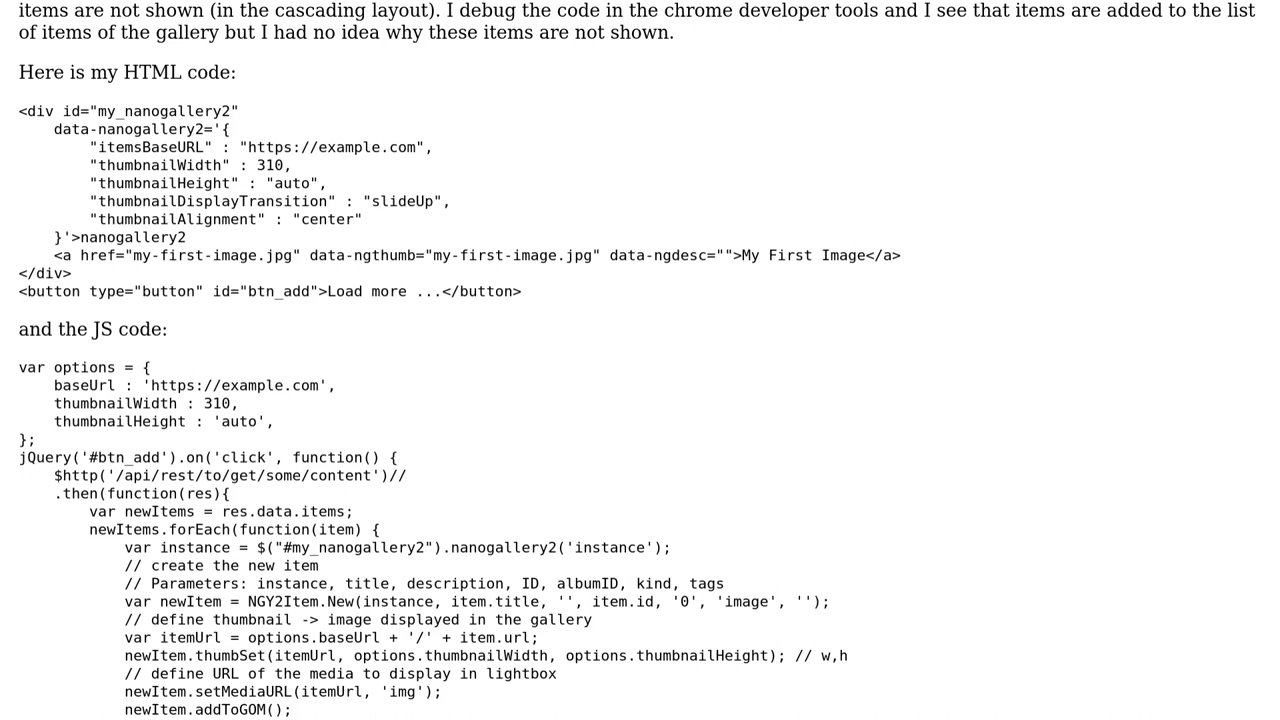 items are not shown (in the cascading layout). I debug the code in the chrome developer tools and I see that items are added to the list
of items of the gallery but I had no idea why these items are not shown.
Here is my HTML code:
<div id="my_nanogallery2"
    data-nanogallery2='{
        "itemsBaseURL" : "https://example.com",
        "thumbnailWidth" : 310,
        "thumbnailHeight" : "auto",
        "thumbnailDisplayTransition" : "slideUp",
        "thumbnailAlignment" : "center"
    }'>nanogallery2
    <a href="my-first-image.jpg" data-ngthumb="my-first-image.jpg" data-ngdesc="">My First Image</a>
</div>
<button type="button" id="btn_add">Load more ...</button>
and the JS code:
var options = {
    baseUrl : 'https://example.com',
    thumbnailWidth : 310,
    thumbnailHeight : 'auto',
};
jQuery('#btn_add').on('click', function() {
    $http('/api/rest/to/get/some/content')//
    .then(function(res){
        var newItems = res.data.items;
        newItems.forEach(function(item) {
            var instance = $("#my_nanogallery2").nanogallery2('instance');
            // create the new item
            // Parameters: instance, title, description, ID, albumID, kind, tags
            var newItem = NGY2Item.New(instance, item.title, '', item.id, '0', 'image', '');
            // define thumbnail -> image displayed in the gallery
            var itemUrl = options.baseUrl + '/' + item.url;
            newItem.thumbSet(itemUrl, options.thumbnailWidth, options.thumbnailHeight); // w,h
            // define URL of the media to display in lightbox
            newItem.setMediaURL(itemUrl, 'img');
            newItem.addToGOM();